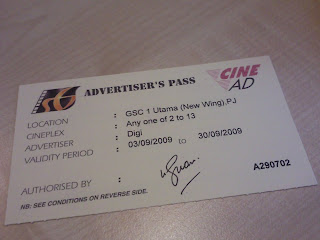 ADVERTISER'S PASS
CINE AD
LOCATION : GSC 1 Utama (New Wing),PJ
CINEPLEX : Any one of 2 to 13
ADVERTISER : Digi
VALIDITY PERIOD : 03/09/2009 to 30/09/2009
AUTHORISED BY :
A290702
NB: SEE CONDITIONS ON REVERSE SIDE.